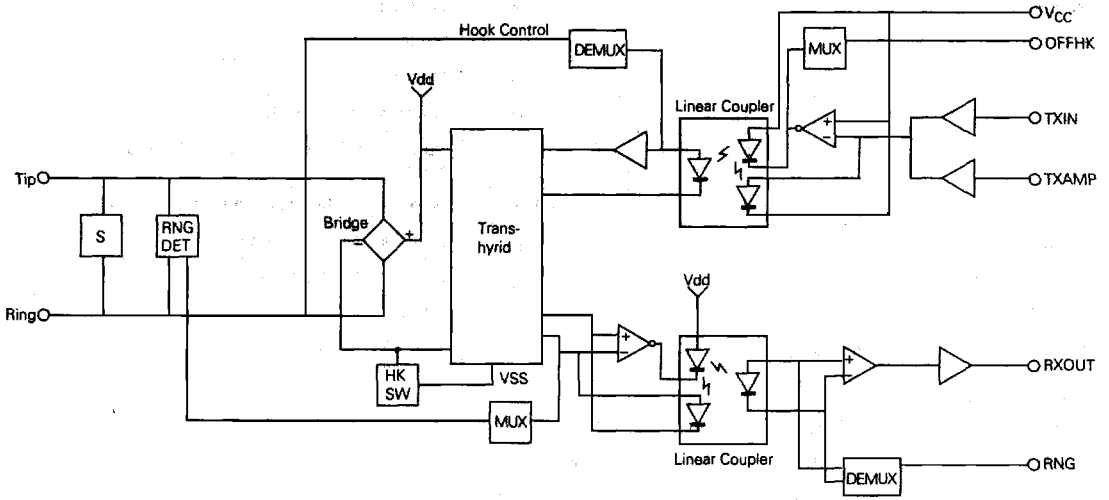 VCC
Hook Control
DEMUX
MUX
OFFHK
Vdd
Linear Coupler
+
−
TXIN
Tip
TXAMP
S
RNG
DET
Bridge
−
+
Trans-
hyrid
Vdd
Ring
+
−
+
−
RXOUT
HK
SW
VSS
MUX
Linear Coupler
DEMUX
RNG